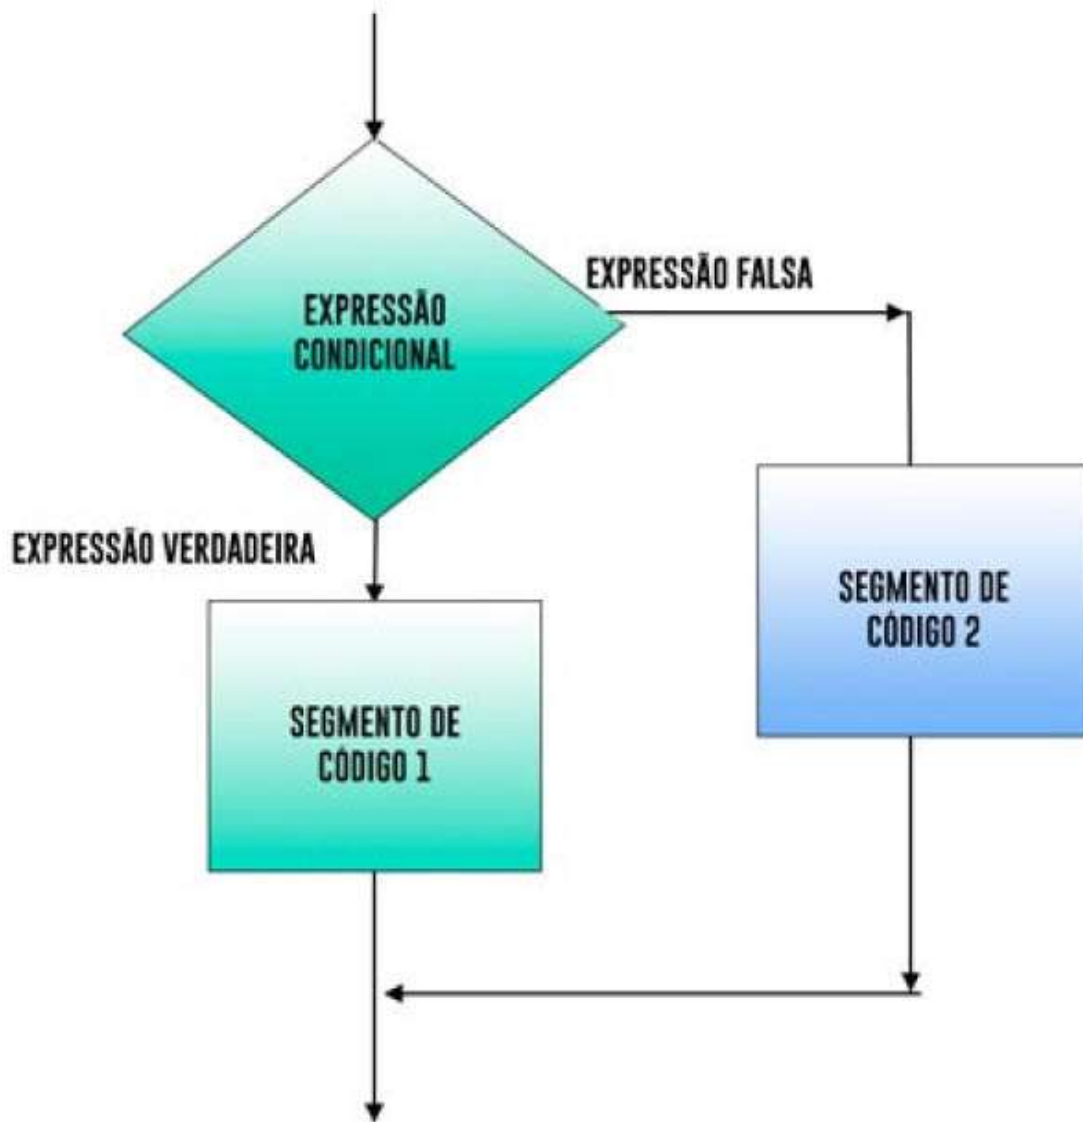 EXPRESSÃO FALSA
EXPRESSÃO
CONDICIONAL
EXPRESSÃO VERDADEIRA
SEGMENTO DE
CÓDIGO 2
SEGMENTO DE
CÓDIGO 1